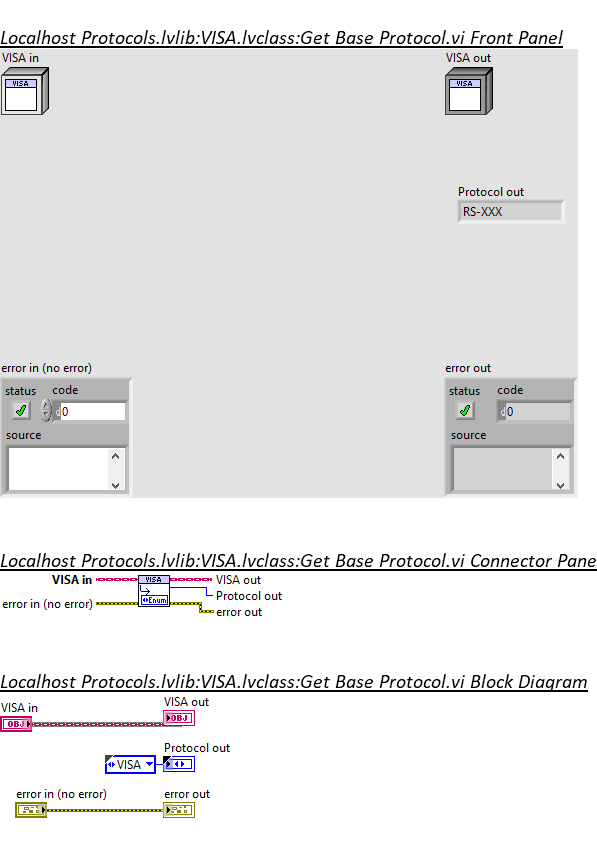 Localhost Protocols.lvlib:VISA.lvclass:Get Base Protocol.vi Front Panel
VISA in
VISA out
VISA
VISA
Protocol out
RS-XXX
error in (no error)
error out
status code
status code
d 0
d 0
source
source
Localhost Protocols.lvlib:VISA.lvclass:Get Base Protocol.vi Connector Pane
VISA in
VISA
VISA out
Protocol out
Enum
error in (no error)
error out
Localhost Protocols.lvlib:VISA.lvclass:Get Base Protocol.vi Block Diagram
VISA in
VISA out
OBJ
OBJ
Protocol out
VISA
error in (no error)
error out